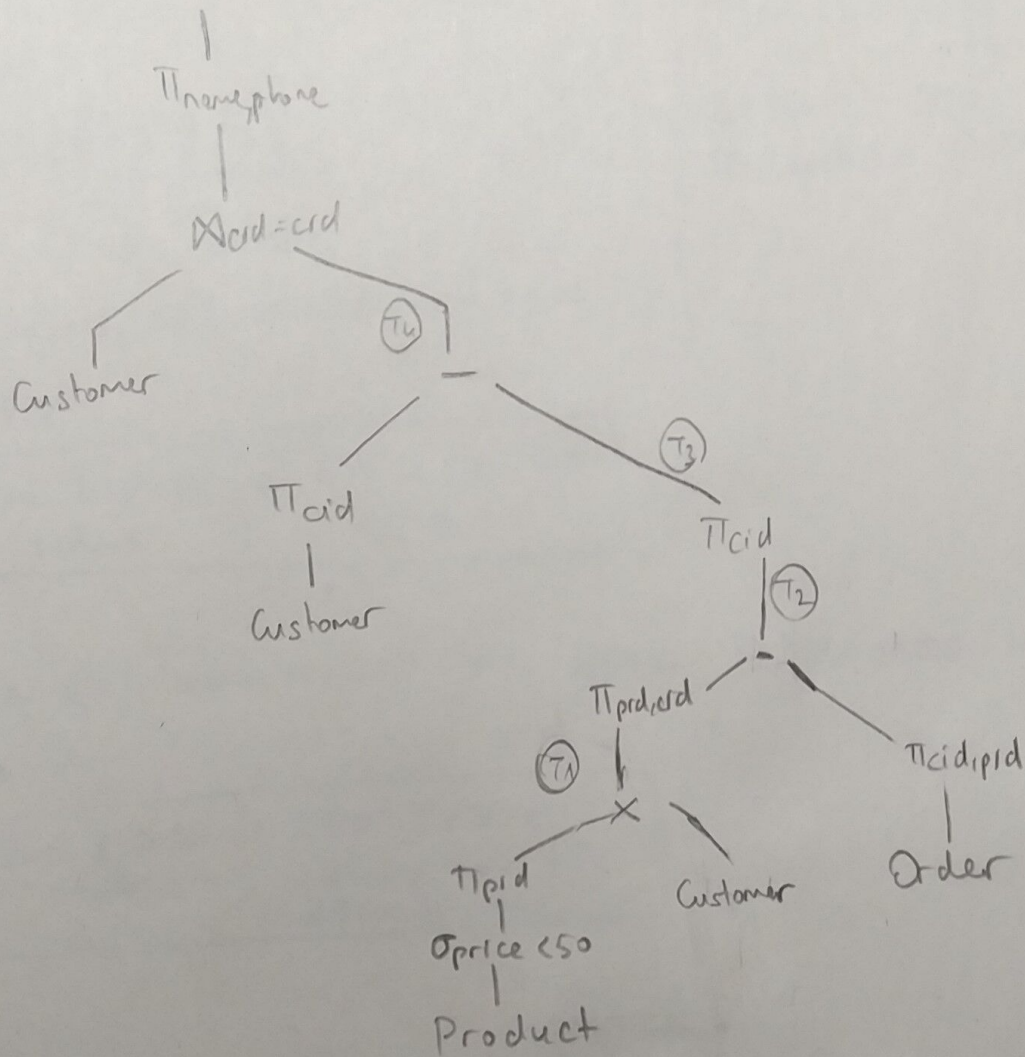 πname,phone
⋈cid=cid
T4
Customer
−
T3
πcid
πcid
T2
Customer
−
πpid,cid
πcid,pid
T1
×
Order
πpid
Customer
σprice<50
Product